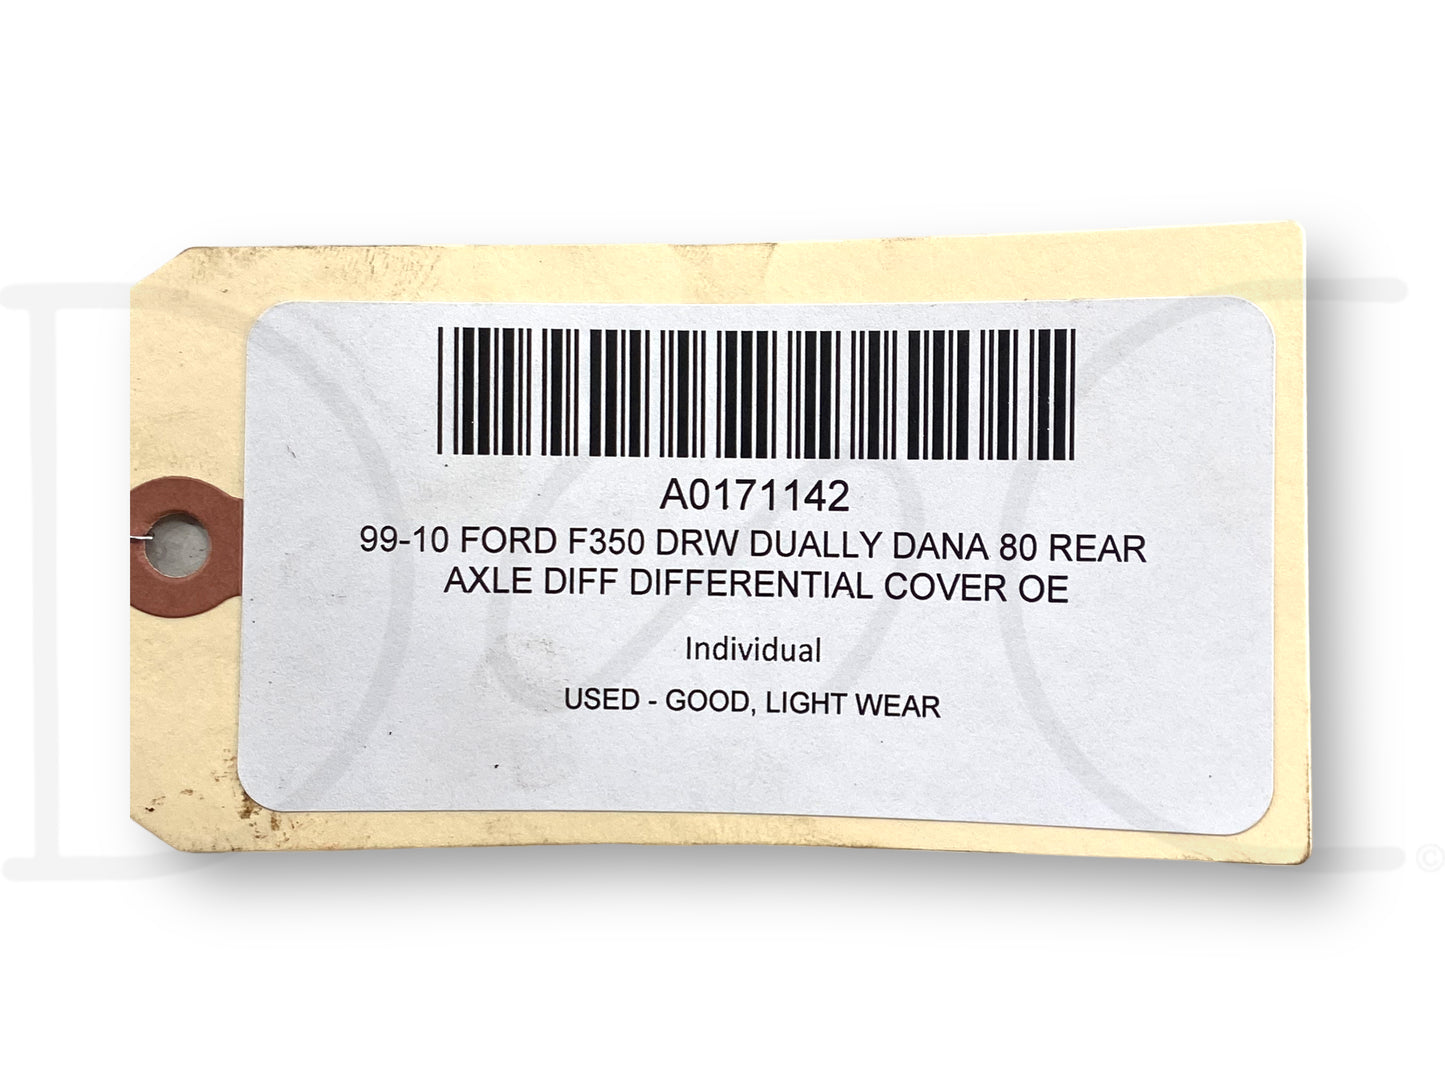 A0171142
99-10 FORD F350 DRW DUALLY DANA 80 REAR
AXLE DIFF DIFFERENTIAL COVER OE
Individual
USED - GOOD, LIGHT WEAR
©